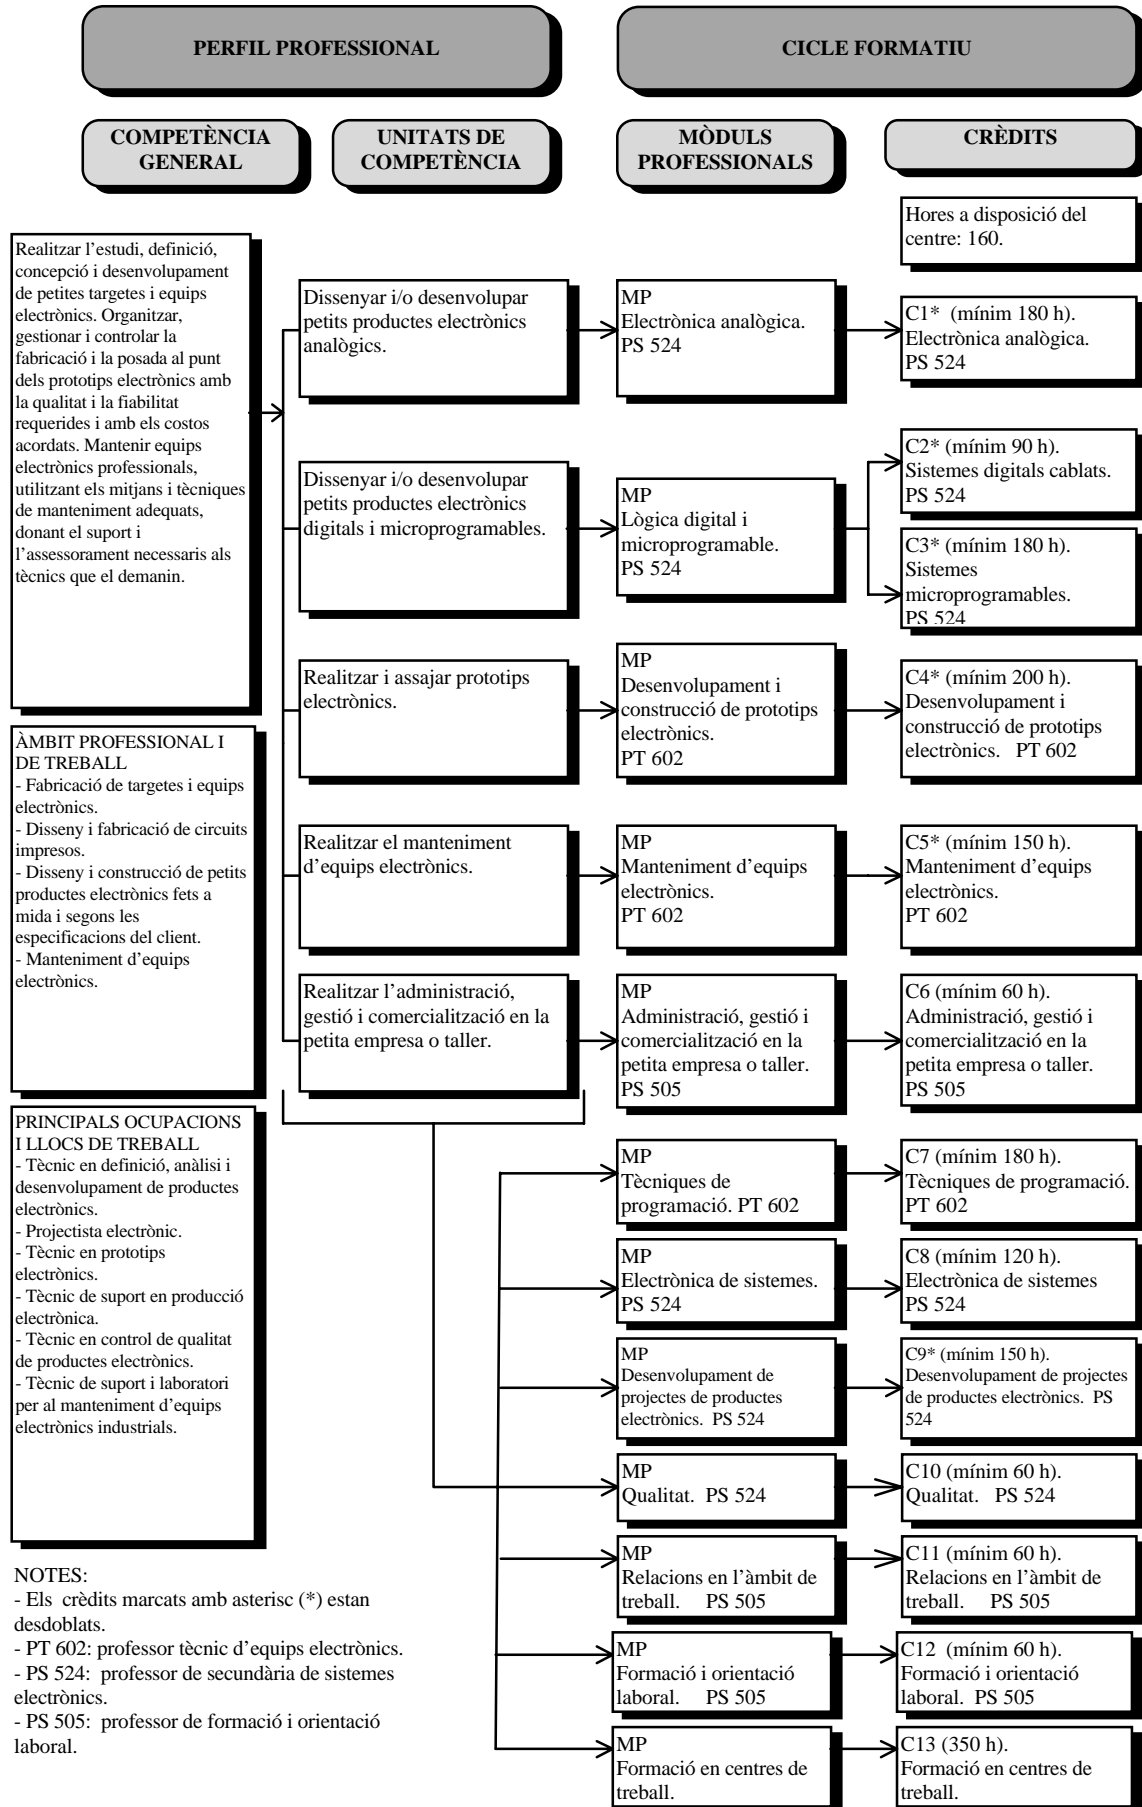 PERFIL PROFESSIONAL
CICLE FORMATIU
COMPETÈNCIA
GENERAL
UNITATS DE
COMPETÈNCIA
MÒDULS
PROFESSIONALS
CRÈDITS
Hores a disposició del
centre: 160.
Realitzar l’estudi, definició,
concepció i desenvolupament
de petites targetes i equips
electrònics. Organitzar,
gestionar i controlar la
fabricació i la posada al punt
dels prototips electrònics amb
la qualitat i la fiabilitat
requerides i amb els costos
acordats. Mantenir equips
electrònics professionals,
utilitzant els mitjans i tècniques
de manteniment adequats,
donant el suport i
l’assessorament necessaris als
tècnics que el demanin.
Dissenyar i/o desenvolupar
petits productes electrònics
analògics.
MP
Electrònica analògica.
PS 524
C1* (mínim 180 h).
Electrònica analògica.
PS 524
Dissenyar i/o desenvolupar
petits productes electrònics
digitals i microprogramables.
MP
Lògica digital i
microprogramable.
PS 524
C2* (mínim 90 h).
Sistemes digitals cablats.
PS 524
C3* (mínim 180 h).
Sistemes
microprogramables.
PS 524
Realitzar i assajar prototips
electrònics.
MP
Desenvolupament i
construcció de prototips
electrònics.
PT 602
C4* (mínim 200 h).
Desenvolupament i
construcció de prototips
electrònics. PT 602
ÀMBIT PROFESSIONAL I
DE TREBALL
- Fabricació de targetes i equips
electrònics.
- Disseny i fabricació de circuits
impresos.
- Disseny i construcció de petits
productes electrònics fets a
mida i segons les
especificacions del client.
- Manteniment d’equips
electrònics.
Realitzar el manteniment
d’equips electrònics.
MP
Manteniment d’equips
electrònics.
PT 602
C5* (mínim 150 h).
Manteniment d’equips
electrònics.
PT 602
Realitzar l’administració,
gestió i comercialització en la
petita empresa o taller.
MP
Administració, gestió i
comercialització en la
petita empresa o taller.
PS 505
C6 (mínim 60 h).
Administració, gestió i
comercialització en la
petita empresa o taller.
PS 505
PRINCIPALS OCUPACIONS
I LLOCS DE TREBALL
- Tècnic en definició, anàlisi i
desenvolupament de productes
electrònics.
- Projectista electrònic.
- Tècnic en prototips
electrònics.
- Tècnic de suport en producció
electrònica.
- Tècnic en control de qualitat
de productes electrònics.
- Tècnic de suport i laboratori
per al manteniment d’equips
electrònics industrials.
MP
Tècniques de
programació. PT 602
C7 (mínim 180 h).
Tècniques de programació.
PT 602
MP
Electrònica de sistemes.
PS 524
C8 (mínim 120 h).
Electrònica de sistemes
PS 524
MP
Desenvolupament de
projectes de productes
electrònics. PS 524
C9* (mínim 150 h).
Desenvolupament de projectes
de productes electrònics. PS
524
MP
Qualitat. PS 524
C10 (mínim 60 h).
Qualitat. PS 524
MP
Relacions en l’àmbit de
treball. PS 505
C11 (mínim 60 h).
Relacions en l’àmbit de
treball. PS 505
MP
Formació i orientació
laboral. PS 505
C12 (mínim 60 h).
Formació i orientació
laboral. PS 505
MP
Formació en centres de
treball.
C13 (350 h).
Formació en centres de
treball.
NOTES:
- Els crèdits marcats amb asterisc (*) estan
desdoblats.
- PT 602: professor tècnic d’equips electrònics.
- PS 524: professor de secundària de sistemes
electrònics.
- PS 505: professor de formació i orientació
laboral.